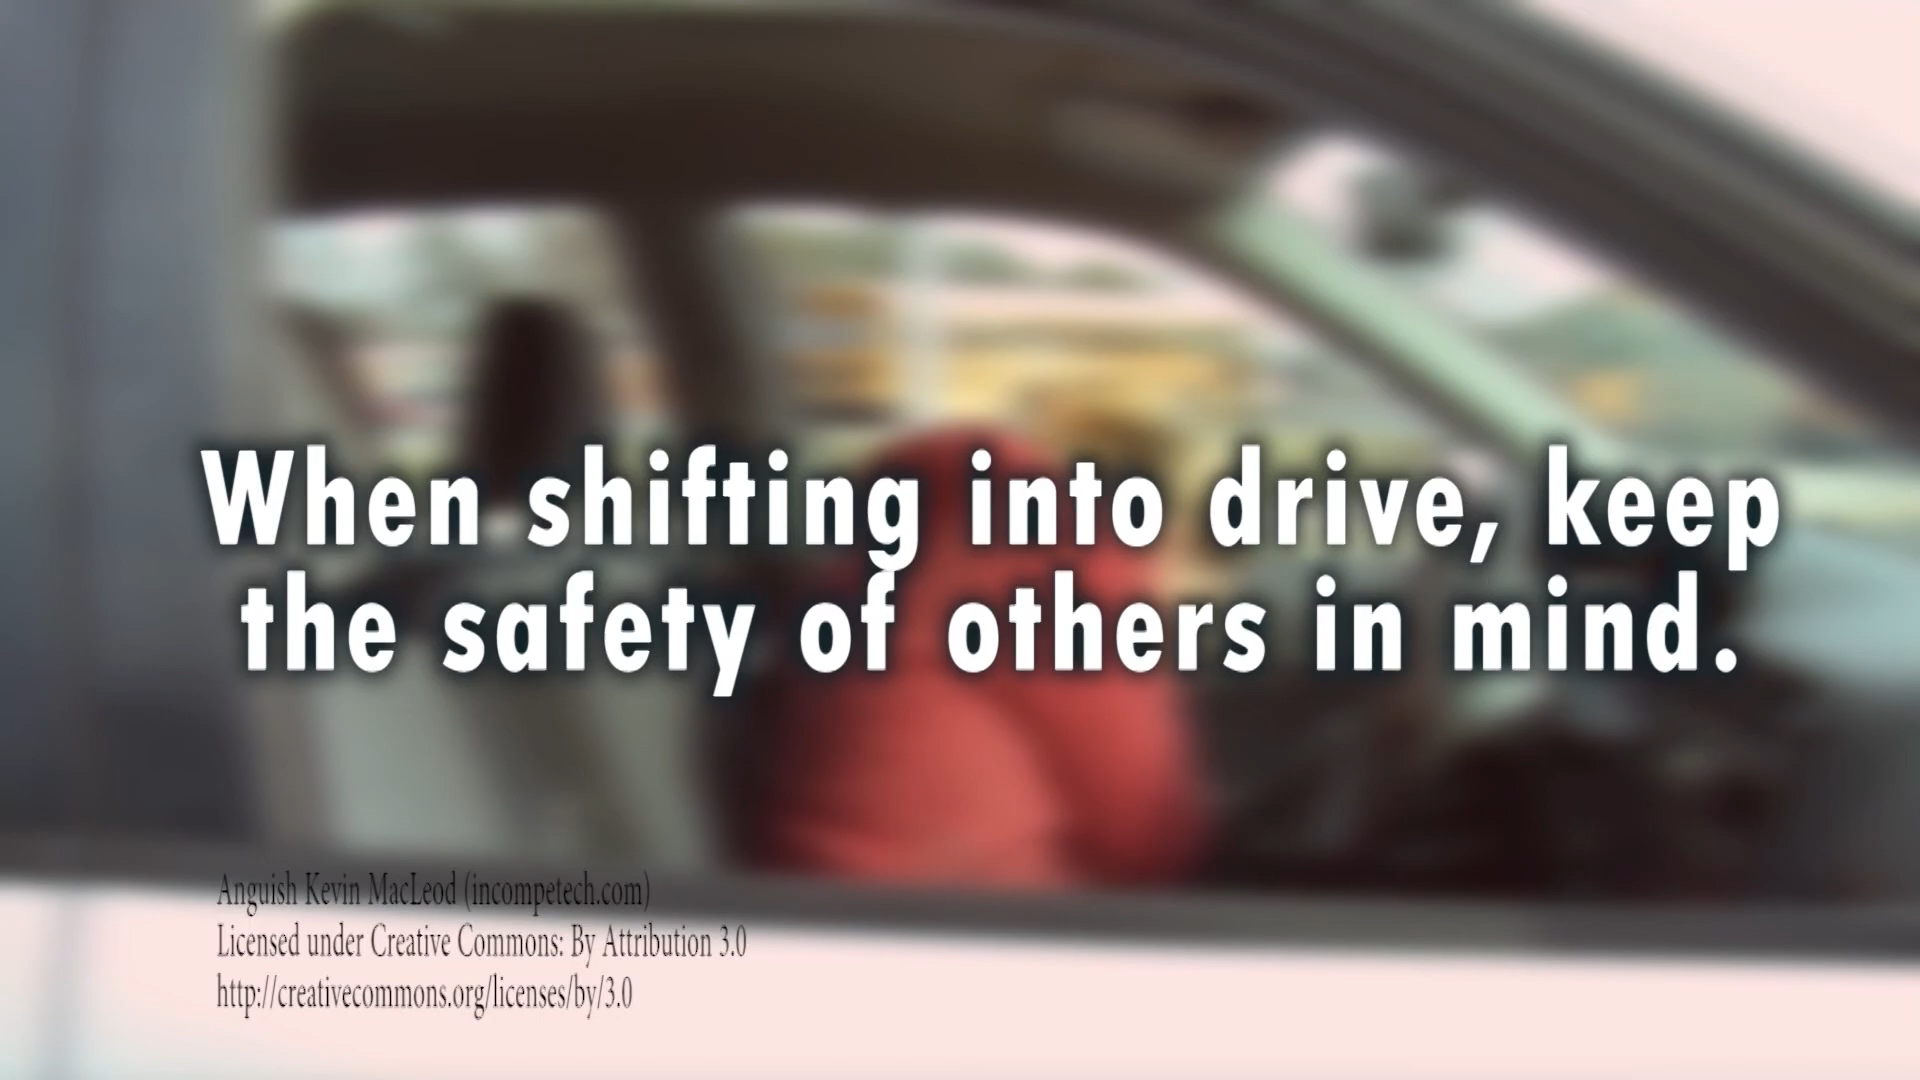 When shifting into drive, keep
the safety of others in mind.
Anguish Kevin MacLeod (incompetech.com)
Licensed under Creative Commons: By Attribution 3.0
http://creativecommons.org/licenses/by/3.0